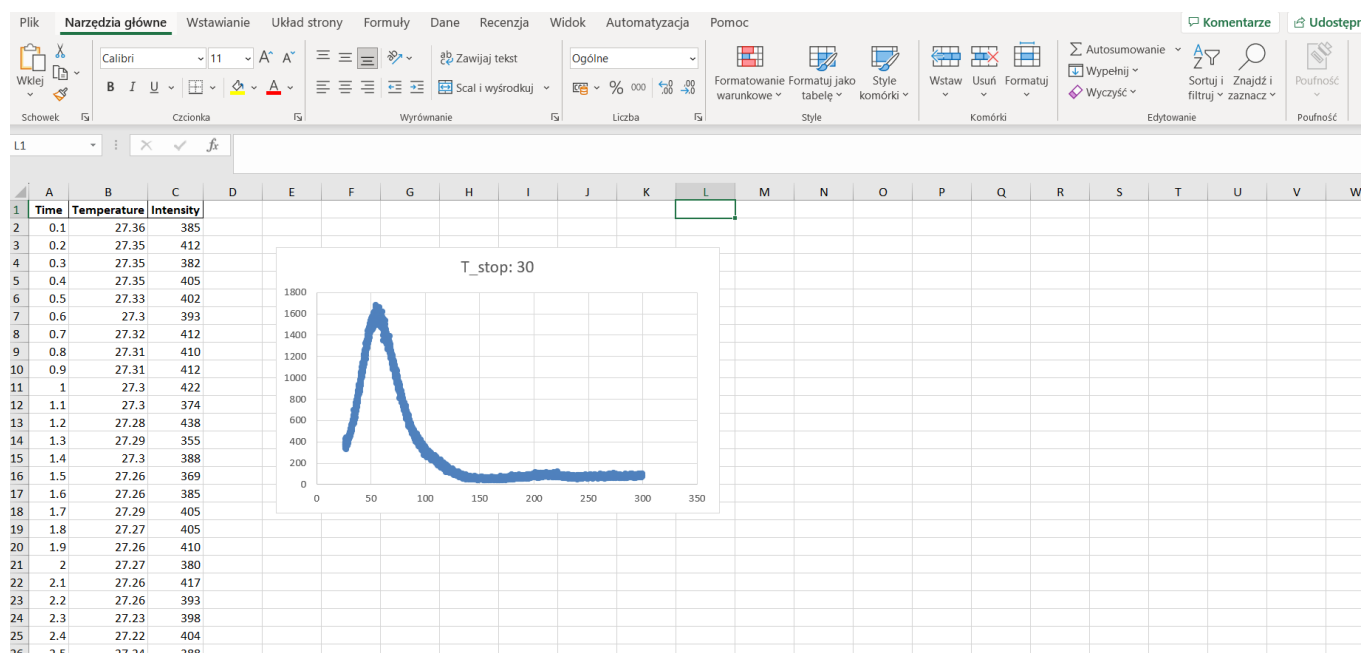 Plik Narzędzia główne Wstawianie Układ strony Formuły Dane Recenzja Widok Automatyzacja Pomoc Komentarze Udostępn
Wklej
Calibri 11
B I U A
ab Zawijaj tekst
Scal i wyśrodkuj
Ogólne
% 000
Formatowanie warunkowe
Formatuj jako tabelę
Style komórki
Wstaw Usuń Formatuj
Autosumowanie
Wypełnij
Wyczyść
Sortuj i filtruj
Znajdź i zaznacz
Poufność
Schowek Czcionka Wyrównanie Liczba Style Komórki Edytowanie Poufność
L1 fx
A B C D E F G H I J K L M N O P Q R S T U V W
1 Time Temperature Intensity
2 0.1 27.36 385
3 0.2 27.35 412
4 0.3 27.35 382
5 0.4 27.35 405
6 0.5 27.33 402
7 0.6 27.3 393
8 0.7 27.32 412
9 0.8 27.31 410
10 0.9 27.31 412
11 1 27.3 422
12 1.1 27.3 374
13 1.2 27.28 438
14 1.3 27.29 355
15 1.4 27.3 388
16 1.5 27.26 369
17 1.6 27.26 385
18 1.7 27.29 405
19 1.8 27.27 405
20 1.9 27.26 410
21 2 27.27 380
22 2.1 27.26 417
23 2.2 27.26 393
24 2.3 27.23 398
25 2.4 27.22 404
T_stop: 30
1800
1600
1400
1200
1000
800
600
400
200
0
0 50 100 150 200 250 300 350